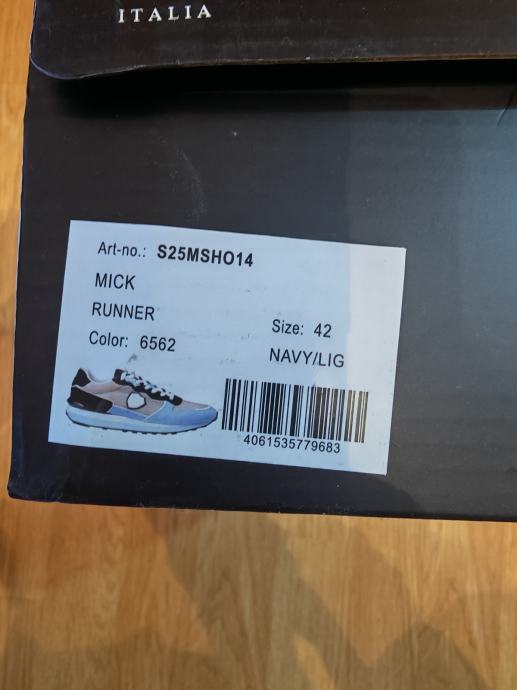 ITALIA
Art-no.: S25MSHO14
MICK
RUNNER
Size: 42
Color: 6562
NAVY/LIG
4061535779683